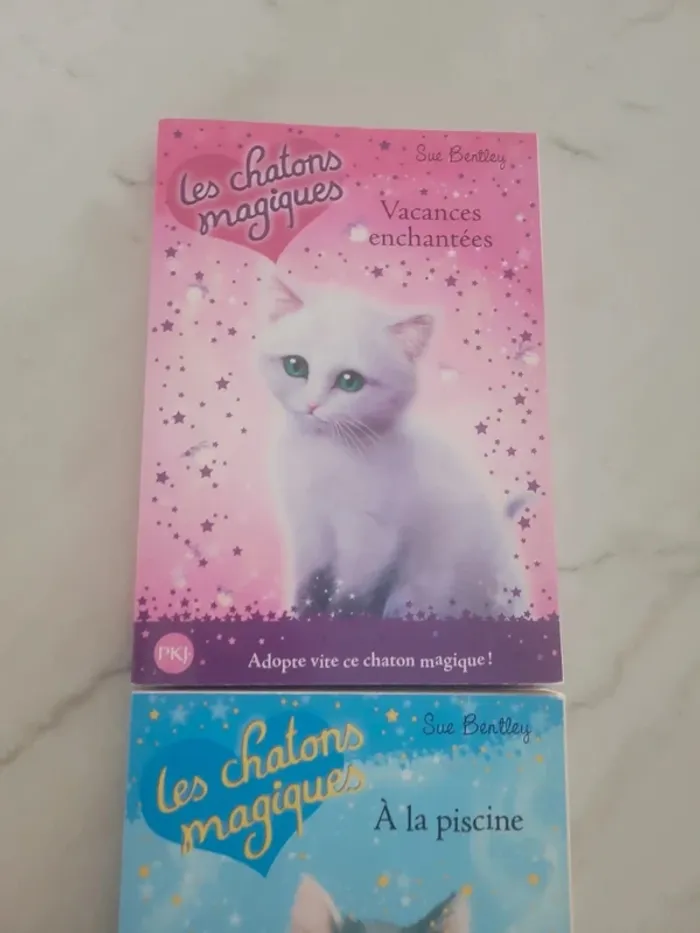 Les chatons
magiques
Sue Bentley
Vacances
enchantées
PKJ
Adopte vite ce chaton magique !
Les chatons
magiques
Sue Bentley
À la piscine